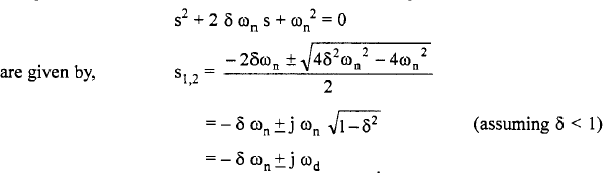 s² + 2 δ ωₙ s + ωₙ² = 0
are given by, s₁,₂ = (−2δωₙ ± √(4δ²ωₙ² − 4ωₙ²)) / 2
= − δ ωₙ ± j ωₙ √(1−δ²) (assuming δ < 1)
= − δ ωₙ ± j ω_d